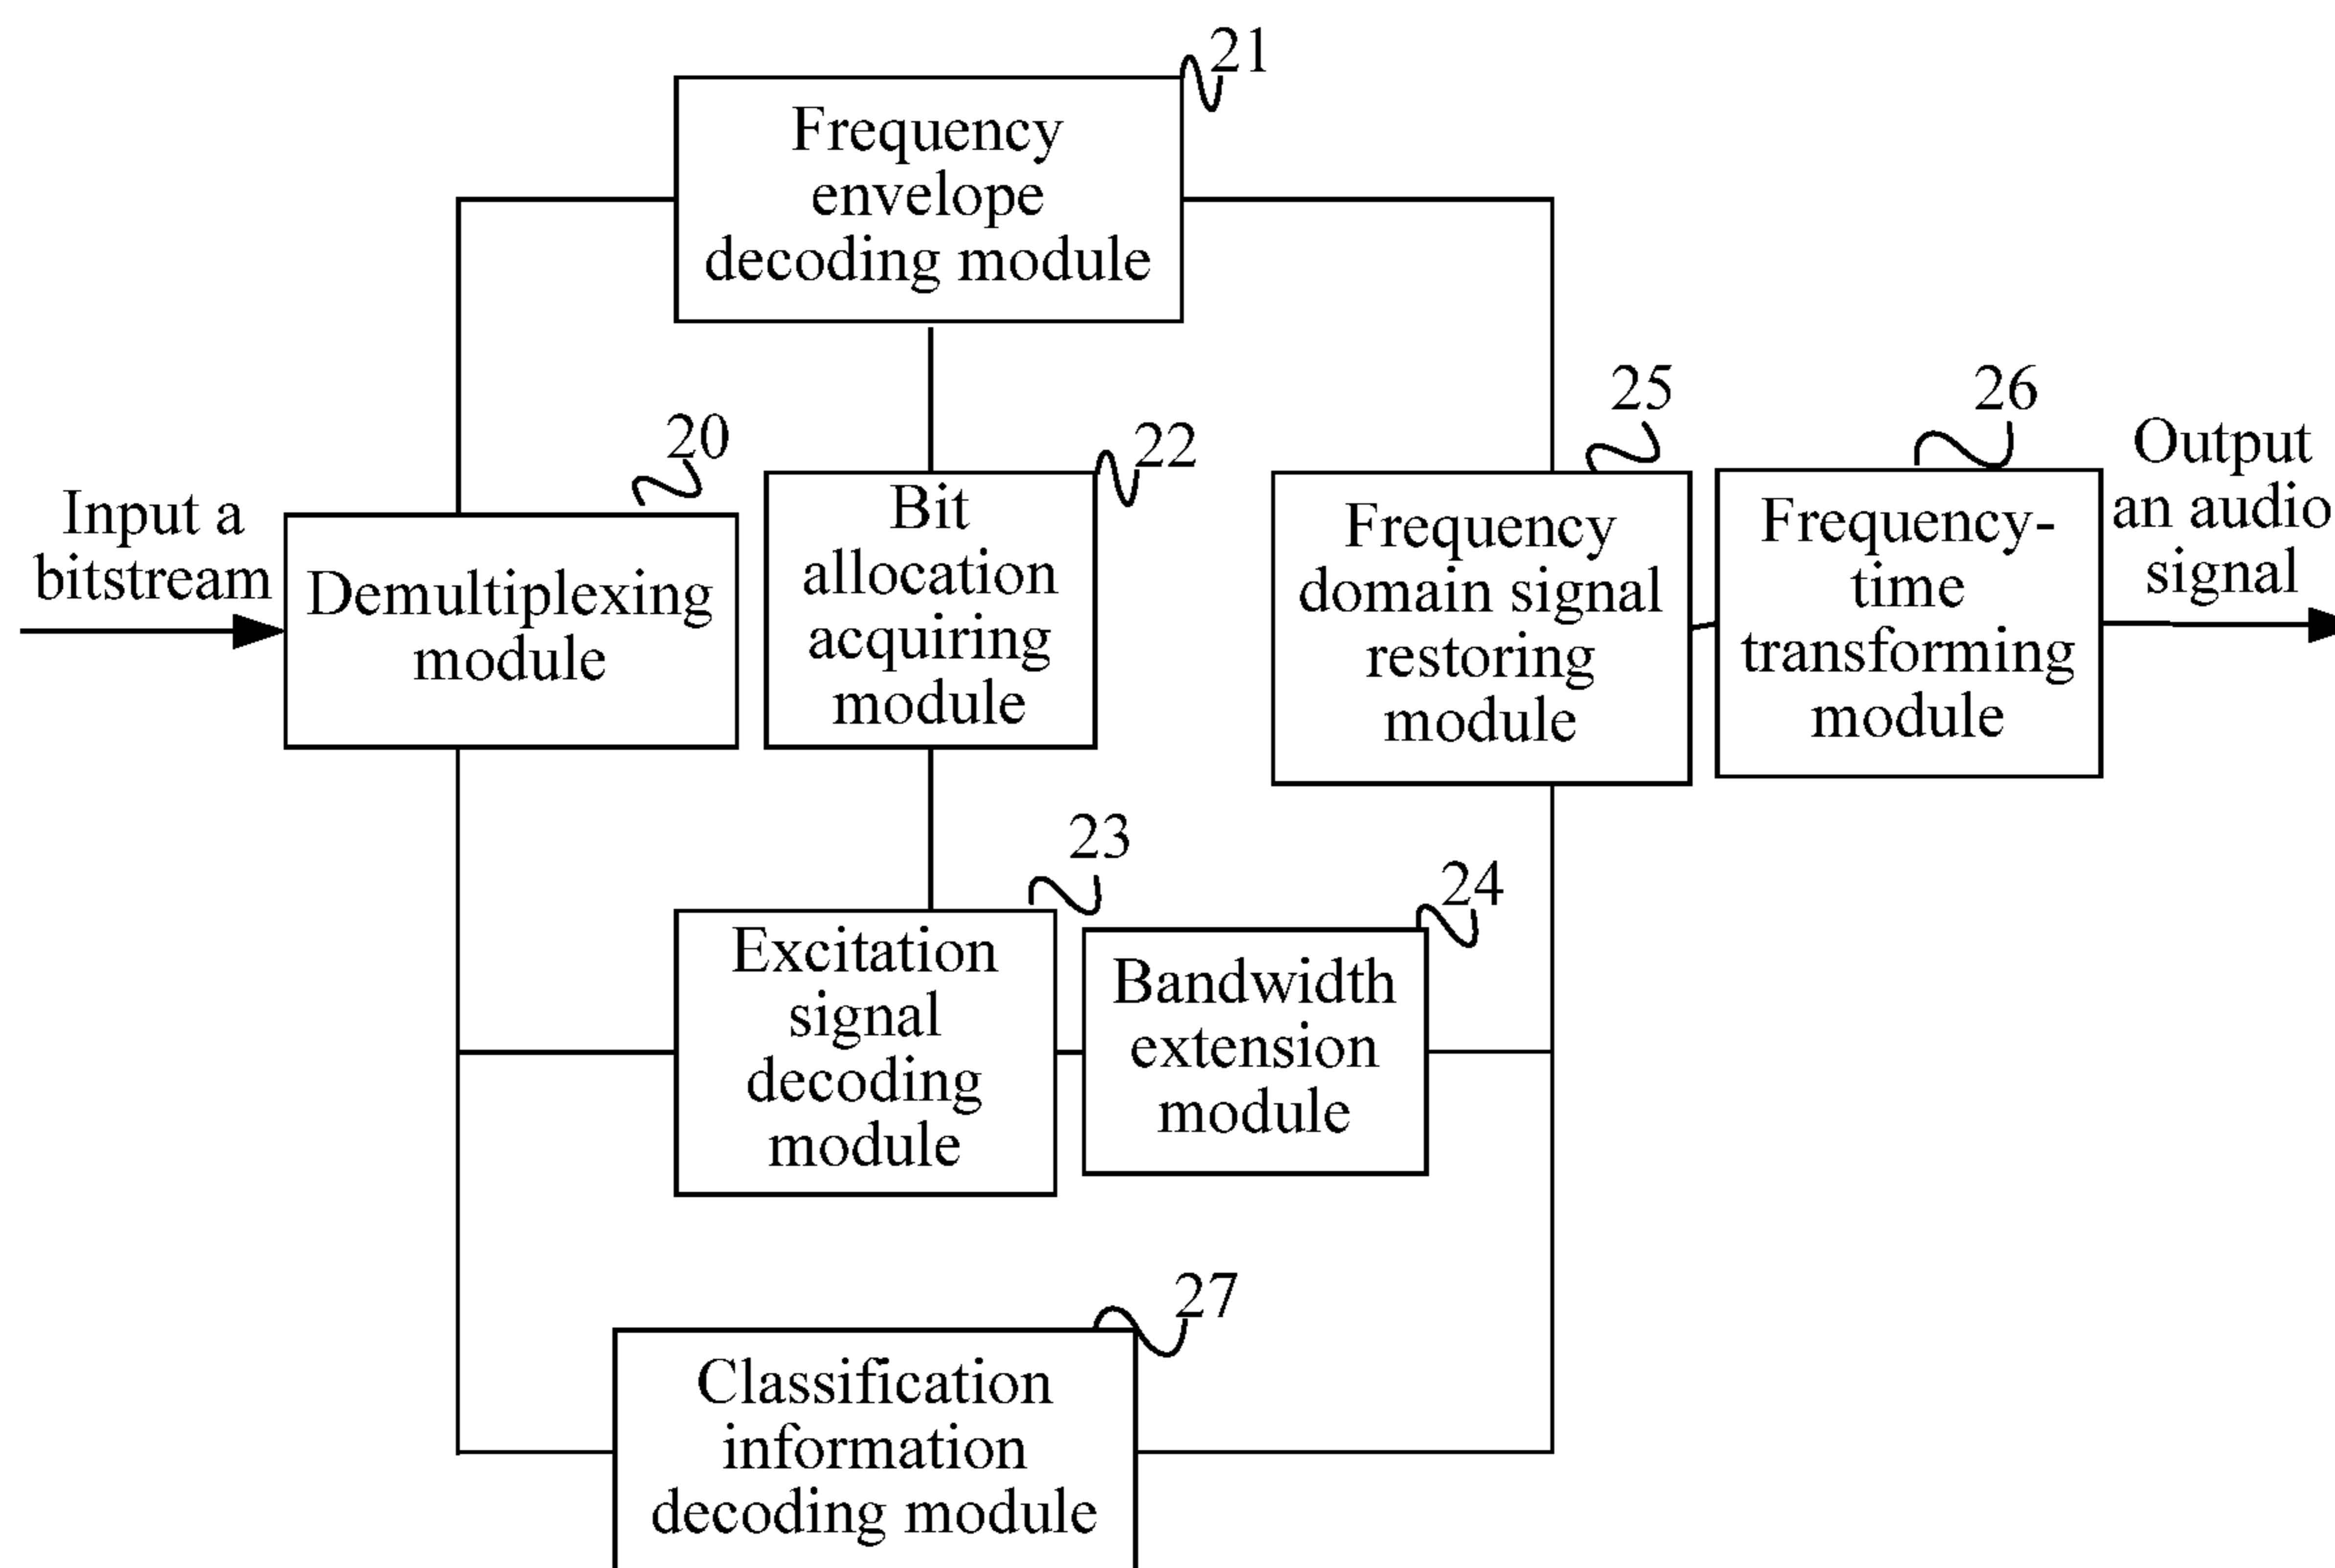 21
Frequency
envelope
decoding module
20
22
25
26
Input a
bitstream
Demultiplexing
module
Bit
allocation
acquiring
module
Frequency
domain signal
restoring
module
Frequency-
time
transforming
module
Output
an audio
signal
23
24
Excitation
signal
decoding
module
Bandwidth
extension
module
27
Classification
information
decoding module